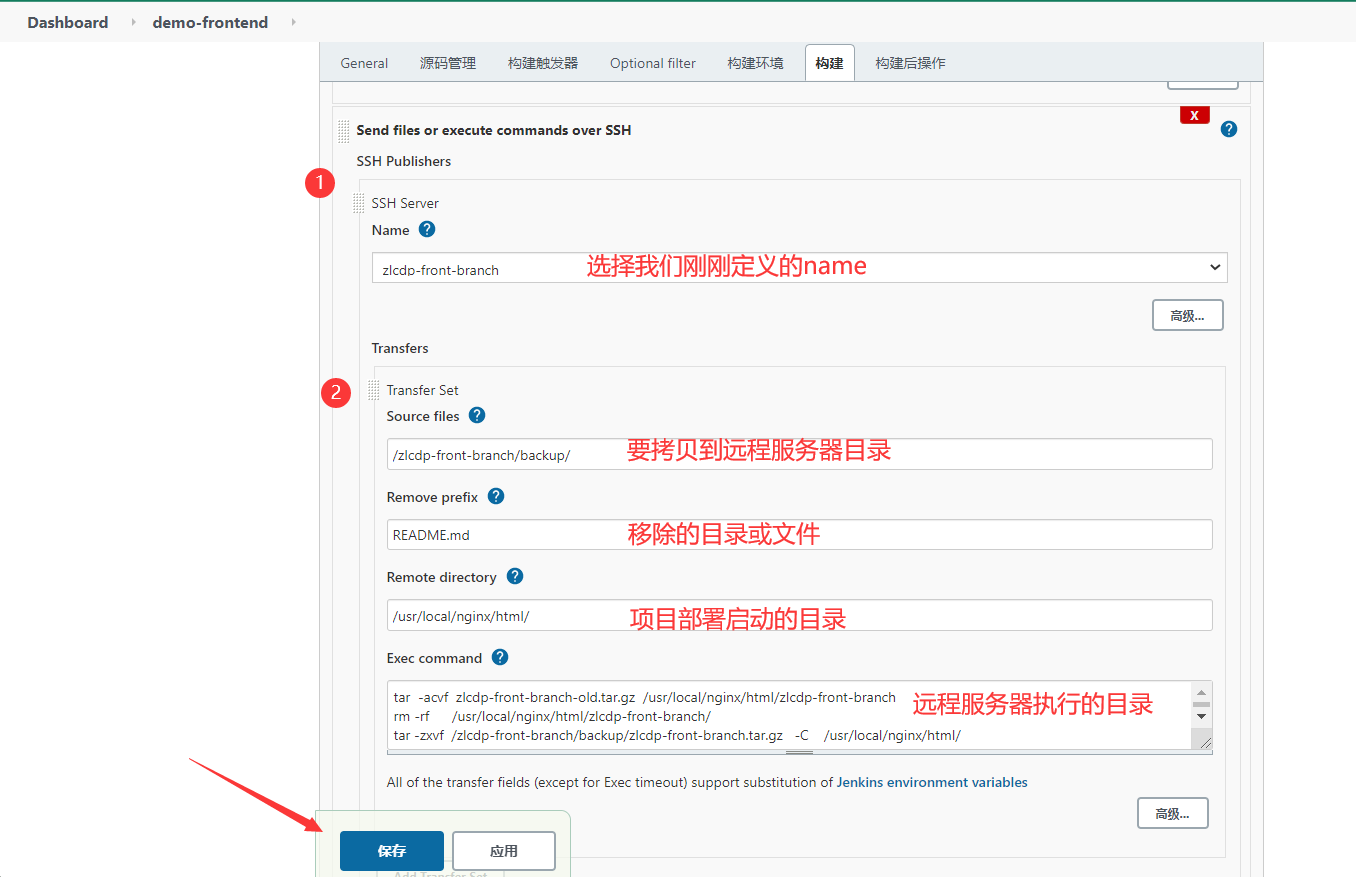 Dashboard demo-frontend
General 源码管理 构建触发器 Optional filter 构建环境 构建 构建后操作
X
Send files or execute commands over SSH ?
SSH Publishers
1
SSH Server
Name ?
zlcdp-front-branch 选择我们刚刚定义的name
高级...
Transfers
2 Transfer Set
Source files ?
/zlcdp-front-branch/backup/ 要拷贝到远程服务器目录
Remove prefix ?
README.md 移除的目录或文件
Remote directory ?
/usr/local/nginx/html/ 项目部署启动的目录
Exec command ?
tar -acvf zlcdp-front-branch-old.tar.gz /usr/local/nginx/html/zlcdp-front-branch 远程服务器执行的目录
rm -rf /usr/local/nginx/html/zlcdp-front-branch/
tar -zxvf /zlcdp-front-branch/backup/zlcdp-front-branch.tar.gz -C /usr/local/nginx/html/
All of the transfer fields (except for Exec timeout) support substitution of Jenkins environment variables
高级...
保存 应用
Add Transfer Set